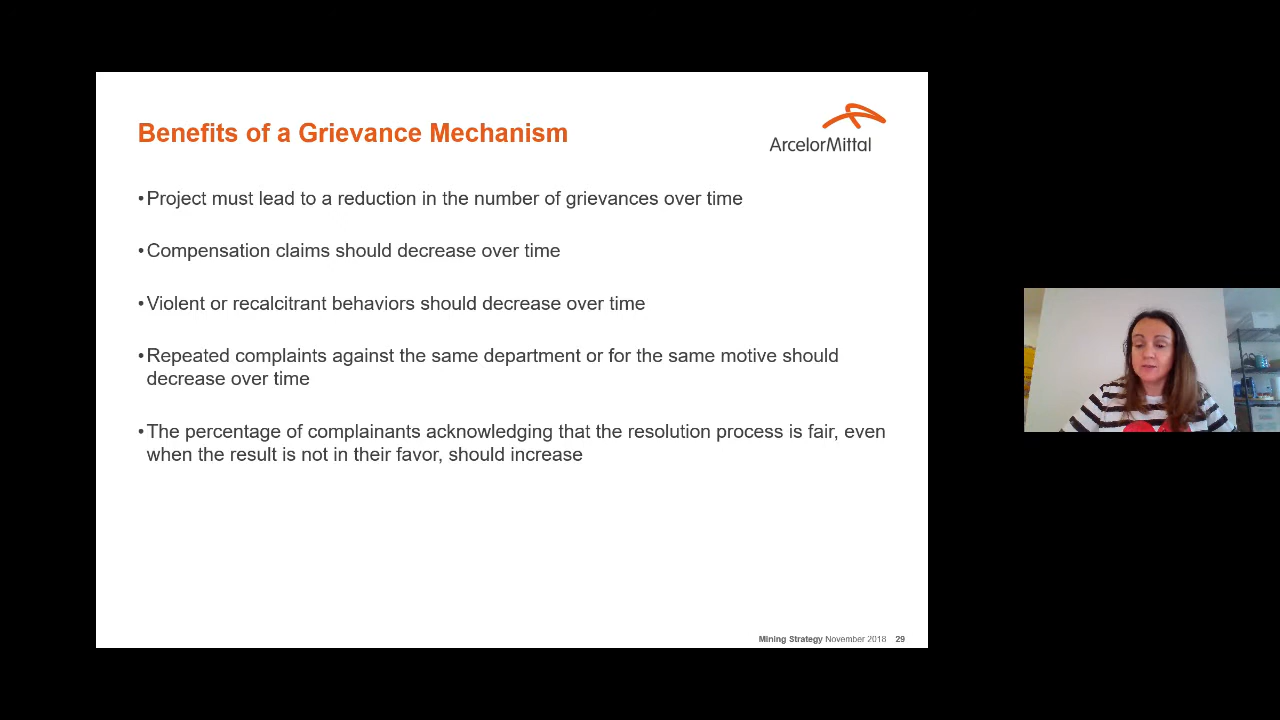 Benefits of a Grievance Mechanism
ArcelorMittal
•Project must lead to a reduction in the number of grievances over time
•Compensation claims should decrease over time
•Violent or recalcitrant behaviors should decrease over time
•Repeated complaints against the same department or for the same motive should
decrease over time
•The percentage of complainants acknowledging that the resolution process is fair, even
when the result is not in their favor, should increase
Mining Strategy November 2018 29